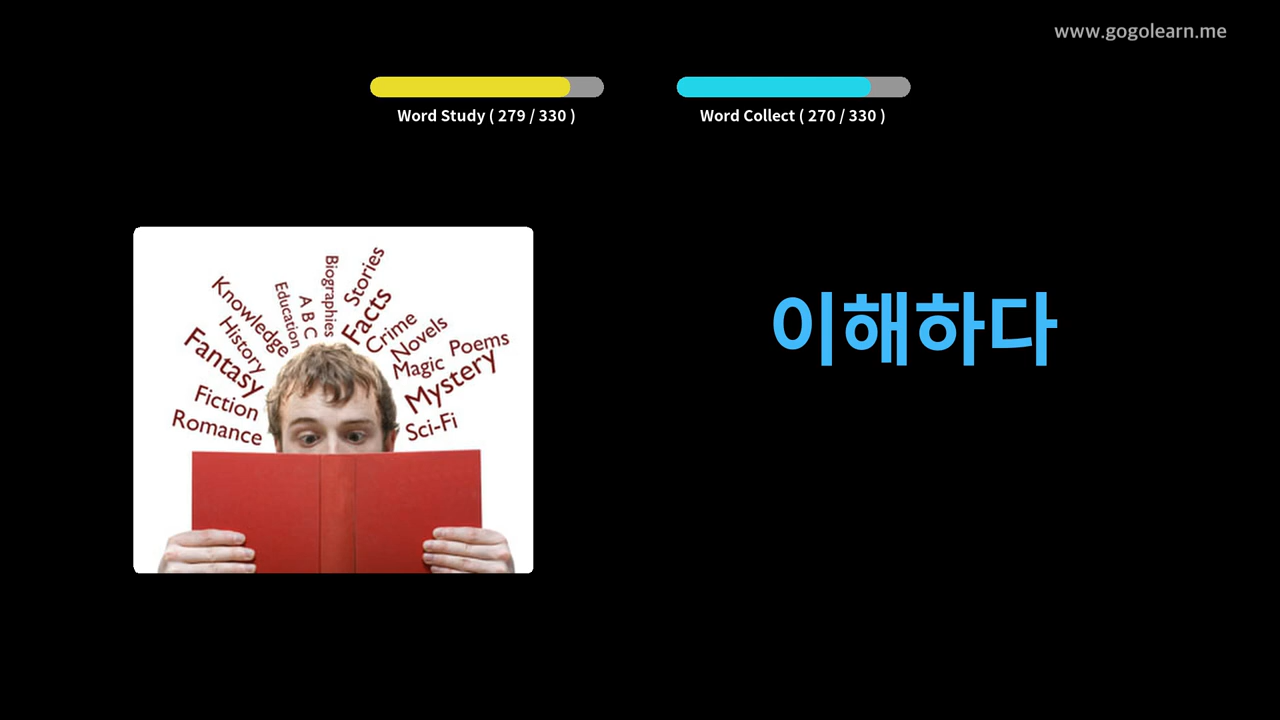 www.gogolearn.me
Word Study ( 279 / 330 )
Word Collect ( 270 / 330 )
Stories
Biographies
Facts
A B C
Education
Knowledge
Crime
History
Novels
Poems
Fantasy
Magic
Mystery
Fiction
Romance
Sci-Fi
이해하다